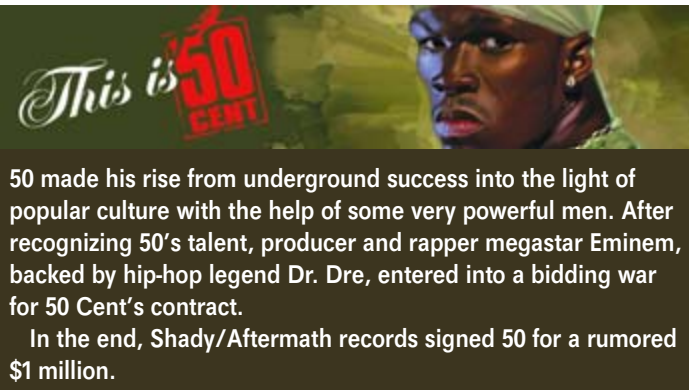 This is 50
CENT
50 made his rise from underground success into the light of
popular culture with the help of some very powerful men. After
recognizing 50's talent, producer and rapper megastar Eminem,
backed by hip-hop legend Dr. Dre, entered into a bidding war
for 50 Cent's contract.
In the end, Shady/Aftermath records signed 50 for a rumored
$1 million.